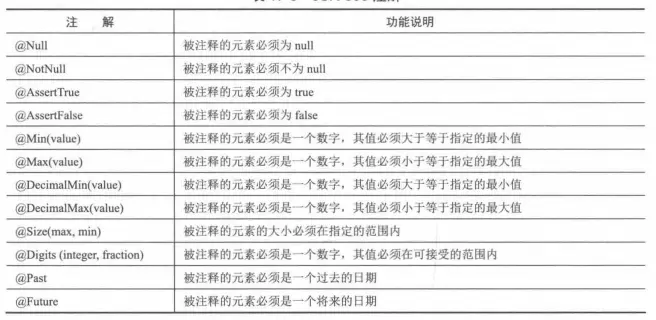 注 解 功能说明
@Null 被注释的元素必须为 null
@NotNull 被注释的元素必须不为 null
@AssertTrue 被注释的元素必须为 true
@AssertFalse 被注释的元素必须为 false
@Min(value) 被注释的元素必须是一个数字，其值必须大于等于指定的最小值
@Max(value) 被注释的元素必须是一个数字，其值必须小于等于指定的最大值
@DecimalMin(value) 被注释的元素必须是一个数字，其值必须大于等于指定的最小值
@DecimalMax(value) 被注释的元素必须是一个数字，其值必须小于等于指定的最大值
@Size(max, min) 被注释的元素的大小必须在指定的范围内
@Digits (integer, fraction) 被注释的元素必须是一个数字，其值必须在可接受的范围内
@Past 被注释的元素必须是一个过去的日期
@Future 被注释的元素必须是一个将来的日期